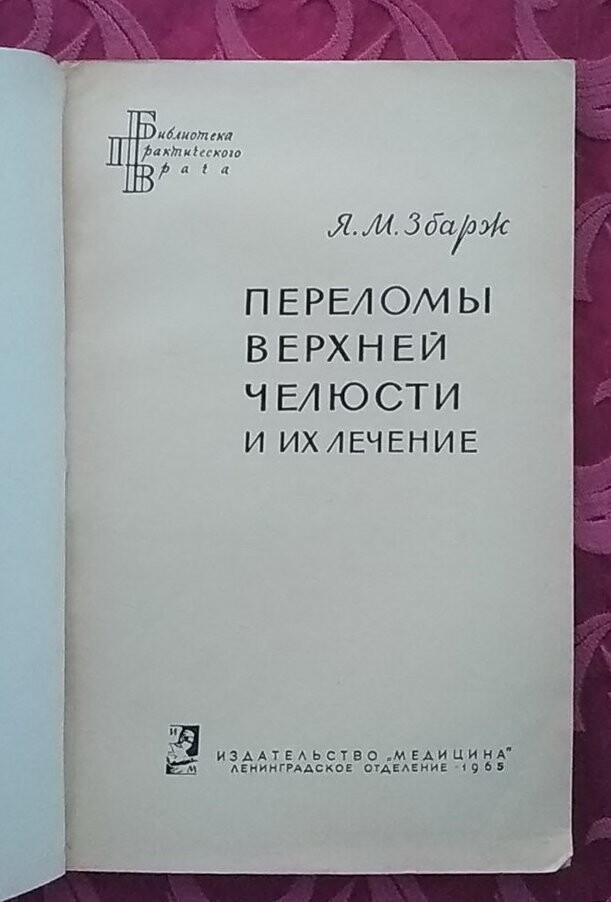 Библиотека
Практического
Врача
Я. М. Збарж
ПЕРЕЛОМЫ
ВЕРХНЕЙ
ЧЕЛЮСТИ
И ИХ ЛЕЧЕНИЕ
И
М
ИЗДАТЕЛЬСТВО „МЕДИЦИНА"
ЛЕНИНГРАДСКОЕ ОТДЕЛЕНИЕ · 1965